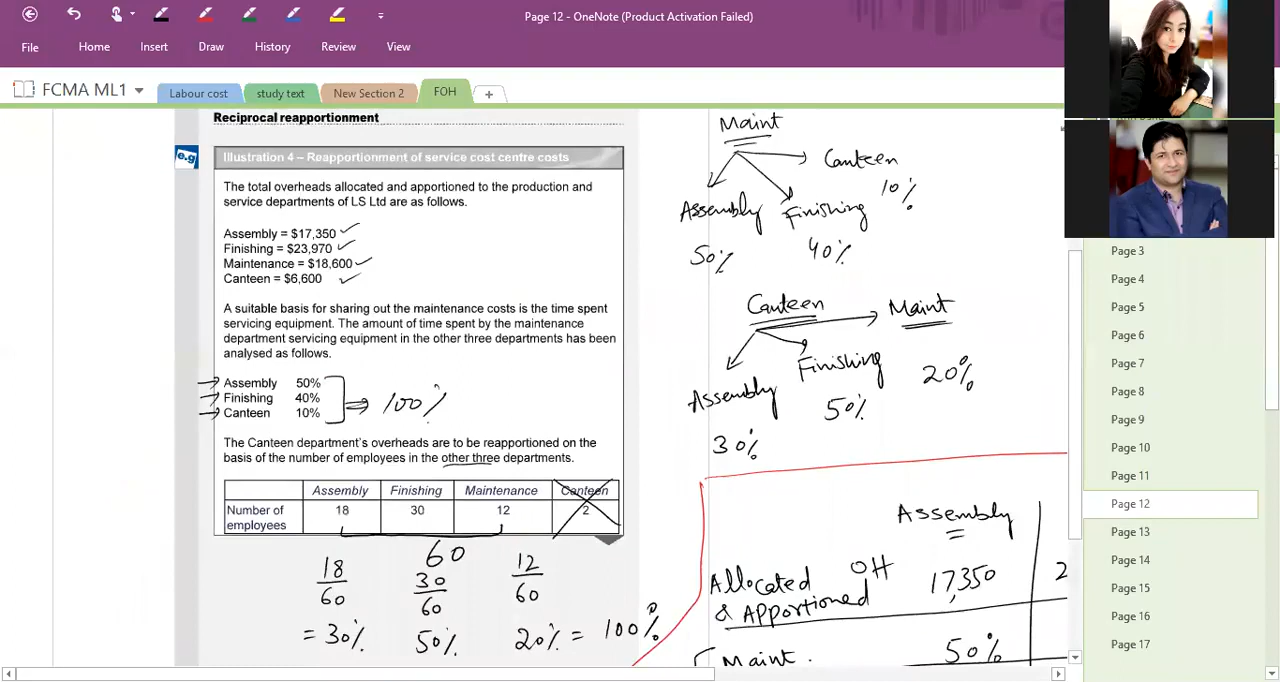 Page 12 - OneNote (Product Activation Failed)
File Home Insert Draw History Review View
FCMA ML1 Labour cost study text New Section 2 FOH
Reciprocal reapportionment
e.g Illustration 4 – Reapportionment of service cost centre costs
The total overheads allocated and apportioned to the production and
service departments of LS Ltd are as follows.
Assembly = $17,350
Finishing = $23,970
Maintenance = $18,600
Canteen = $6,600
A suitable basis for sharing out the maintenance costs is the time spent
servicing equipment. The amount of time spent by the maintenance
department servicing equipment in the other three departments has been
analysed as follows.
Assembly 50%
Finishing 40%
Canteen 10%
100%
The Canteen department's overheads are to be reapportioned on the
basis of the number of employees in the other three departments.
Assembly Finishing Maintenance Canteen
Number of employees 18 30 12 2
60
18/60 30/60 12/60
= 30% 50% 20% = 100%
Maint
Canteen
10%
Assembly Finishing
50% 40%
Canteen Maint
Finishing 20%
Assembly 50%
30%
Assembly
Allocated OH 17,350 2
& Apportioned
Maint. 50%
Page 3
Page 4
Page 5
Page 6
Page 7
Page 8
Page 9
Page 10
Page 11
Page 12
Page 13
Page 14
Page 15
Page 16
Page 17